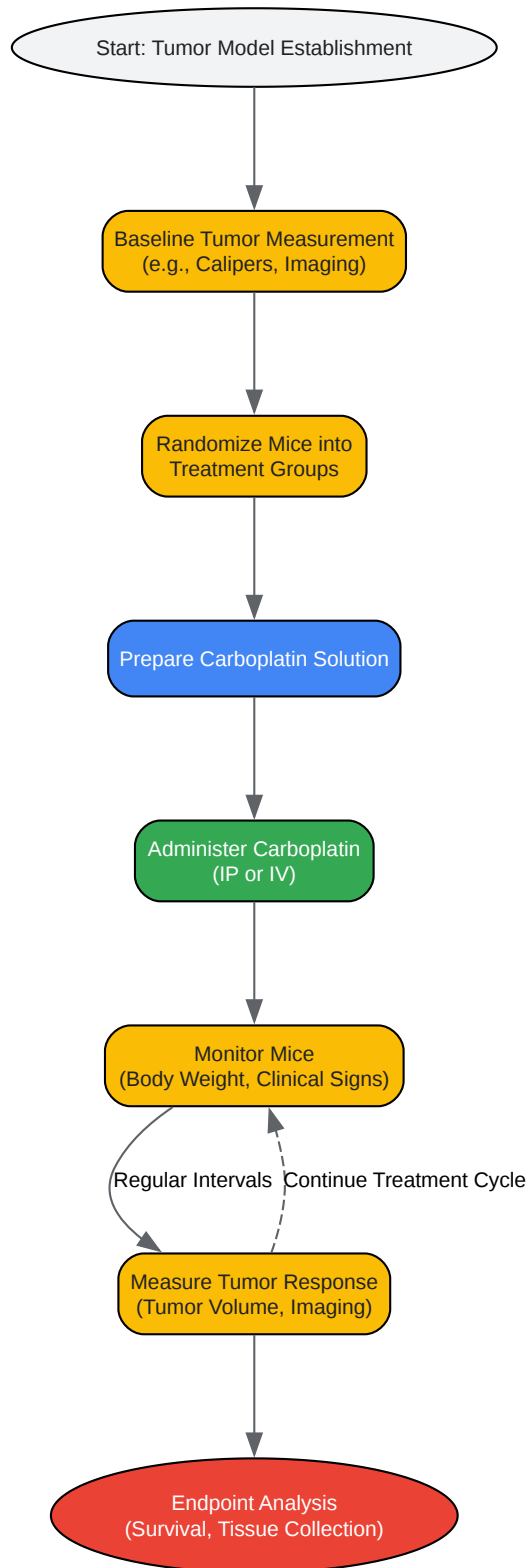 Start: Tumor Model Establishment
Baseline Tumor Measurement
(e.g., Calipers, Imaging)
Randomize Mice into
Treatment Groups
Prepare Carboplatin Solution
Administer Carboplatin
(IP or IV)
Monitor Mice
(Body Weight, Clinical Signs)
Regular Intervals
Continue Treatment Cycle
Measure Tumor Response
(Tumor Volume, Imaging)
Endpoint Analysis
(Survival, Tissue Collection)